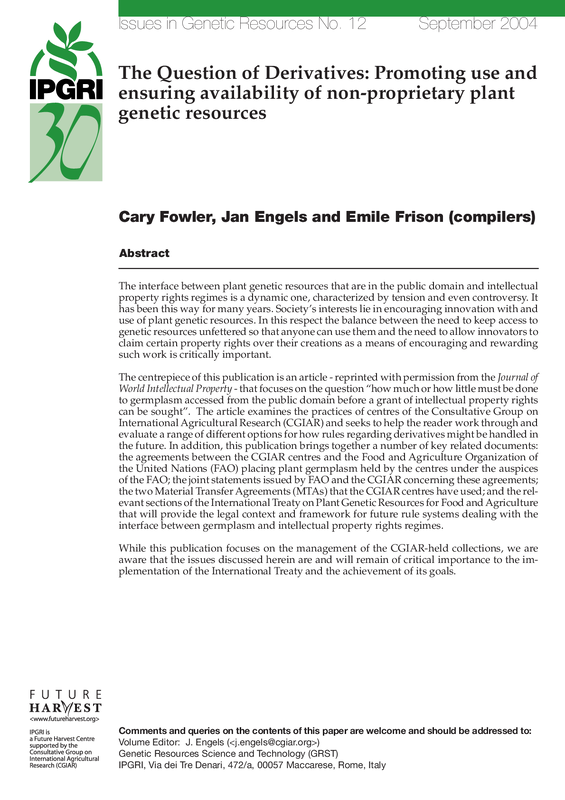 Issues in Genetic Resources No. 12 September 2004
IPGRI
30
The Question of Derivatives: Promoting use and
ensuring availability of non-proprietary plant
genetic resources
Cary Fowler, Jan Engels and Emile Frison (compilers)
Abstract
The interface between plant genetic resources that are in the public domain and intellectual
property rights regimes is a dynamic one, characterized by tension and even controversy. It
has been this way for many years. Society's interests lie in encouraging innovation with and
use of plant genetic resources. In this respect the balance between the need to keep access to
genetic resources unfettered so that anyone can use them and the need to allow innovators to
claim certain property rights over their creations as a means of encouraging and rewarding
such work is critically important.
The centrepiece of this publication is an article - reprinted with permission from the Journal of
World Intellectual Property - that focuses on the question "how much or how little must be done
to germplasm accessed from the public domain before a grant of intellectual property rights
can be sought". The article examines the practices of centres of the Consultative Group on
International Agricultural Research (CGIAR) and seeks to help the reader work through and
evaluate a range of different options for how rules regarding derivatives might be handled in
the future. In addition, this publication brings together a number of key related documents:
the agreements between the CGIAR centres and the Food and Agriculture Organization of
the United Nations (FAO) placing plant germplasm held by the centres under the auspices
of the FAO; the joint statements issued by FAO and the CGIAR concerning these agreements;
the two Material Transfer Agreements (MTAs) that the CGIAR centres have used; and the rel-
evant sections of the International Treaty on Plant Genetic Resources for Food and Agriculture
that will provide the legal context and framework for future rule systems dealing with the
interface between germplasm and intellectual property rights regimes.
While this publication focuses on the management of the CGIAR-held collections, we are
aware that the issues discussed herein are and will remain of critical importance to the im-
plementation of the International Treaty and the achievement of its goals.
FUTURE
HARVEST
<www.futureharvest.org>
IPGRI is
a Future Harvest Centre
supported by the
Consultative Group on
International Agricultural
Research (CGIAR)
Comments and queries on the contents of this paper are welcome and should be addressed to:
Volume Editor: J. Engels (<j.engels@cgiar.org>)
Genetic Resources Science and Technology (GRST)
IPGRI, Via dei Tre Denari, 472/a, 00057 Maccarese, Rome, Italy